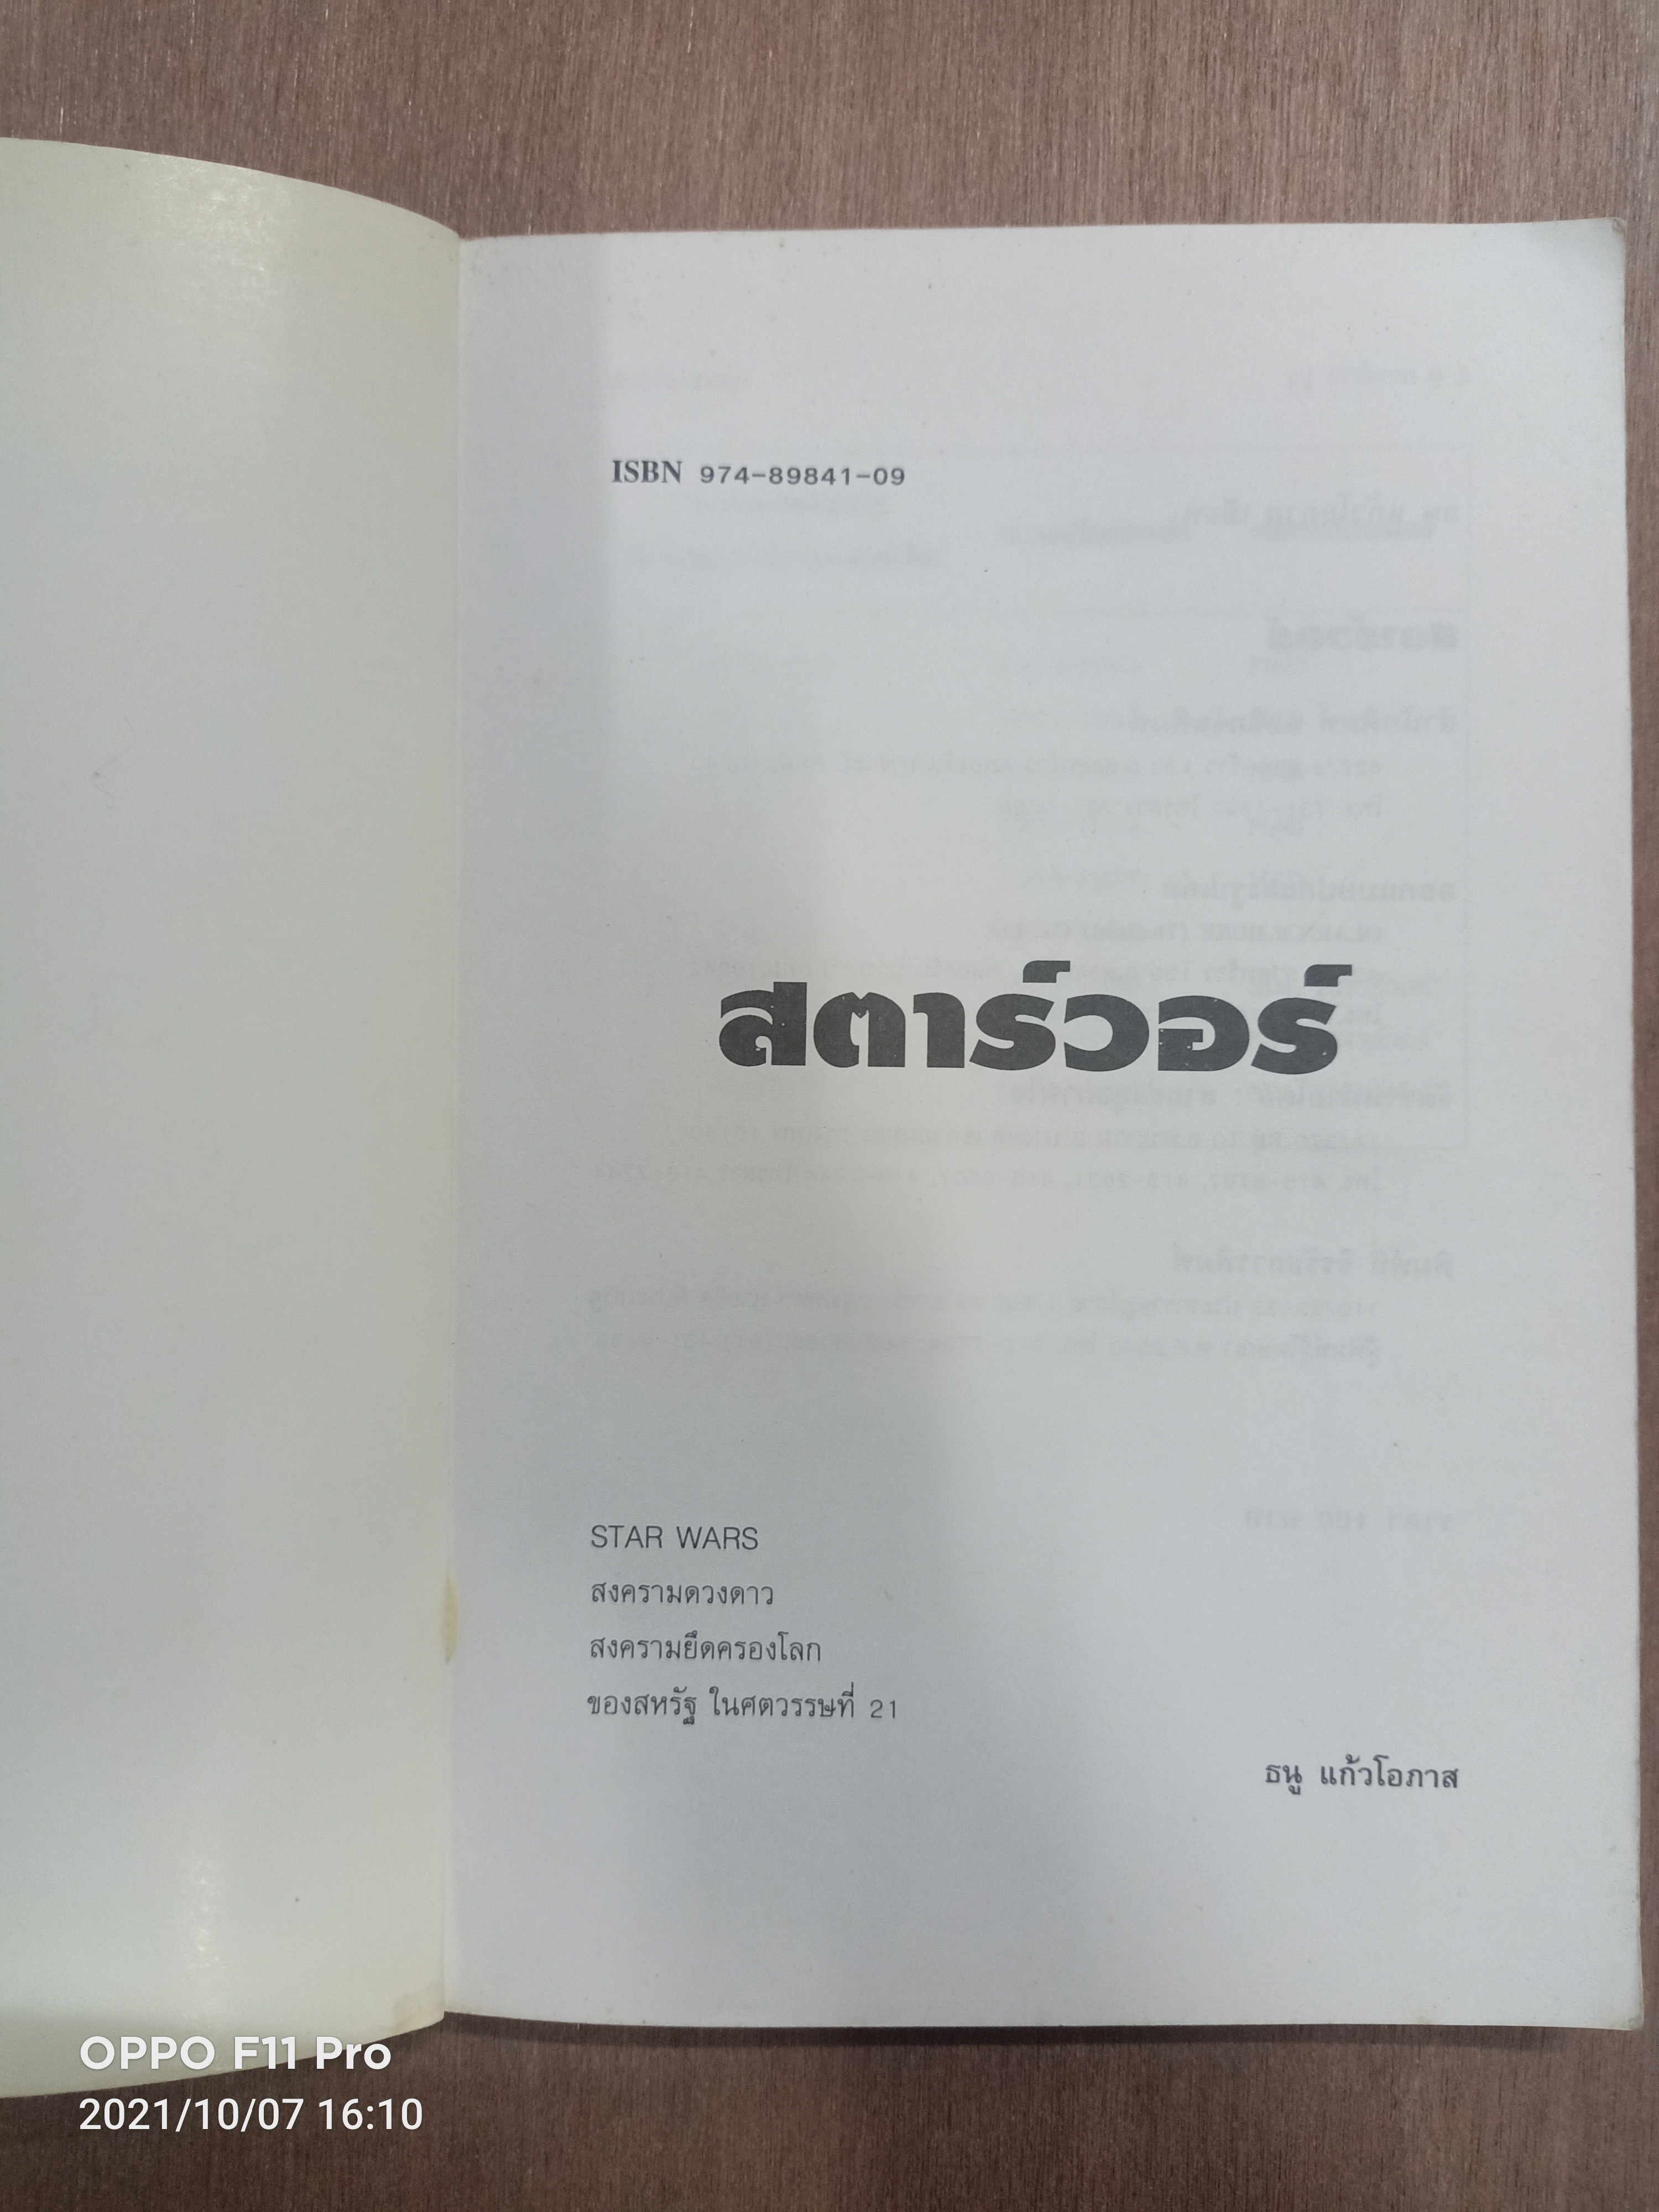 ISBN 974-89841-09
สตาร์วอร์
STAR WARS
สงครามดวงดาว
สงครามยึดครองโลก
ของสหรัฐ ในศตวรรษที่ 21
ธนู แก้วโอภาส
OPPO F11 Pro
2021/10/07 16:10